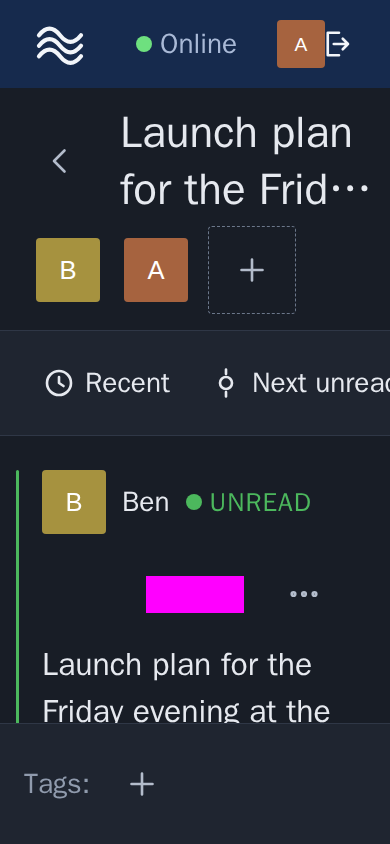 Online
A
Launch plan
for the Frid···
B
A
Recent
Next unread
B
Ben
UNREAD
Launch plan for the
Friday evening at the
Tags: